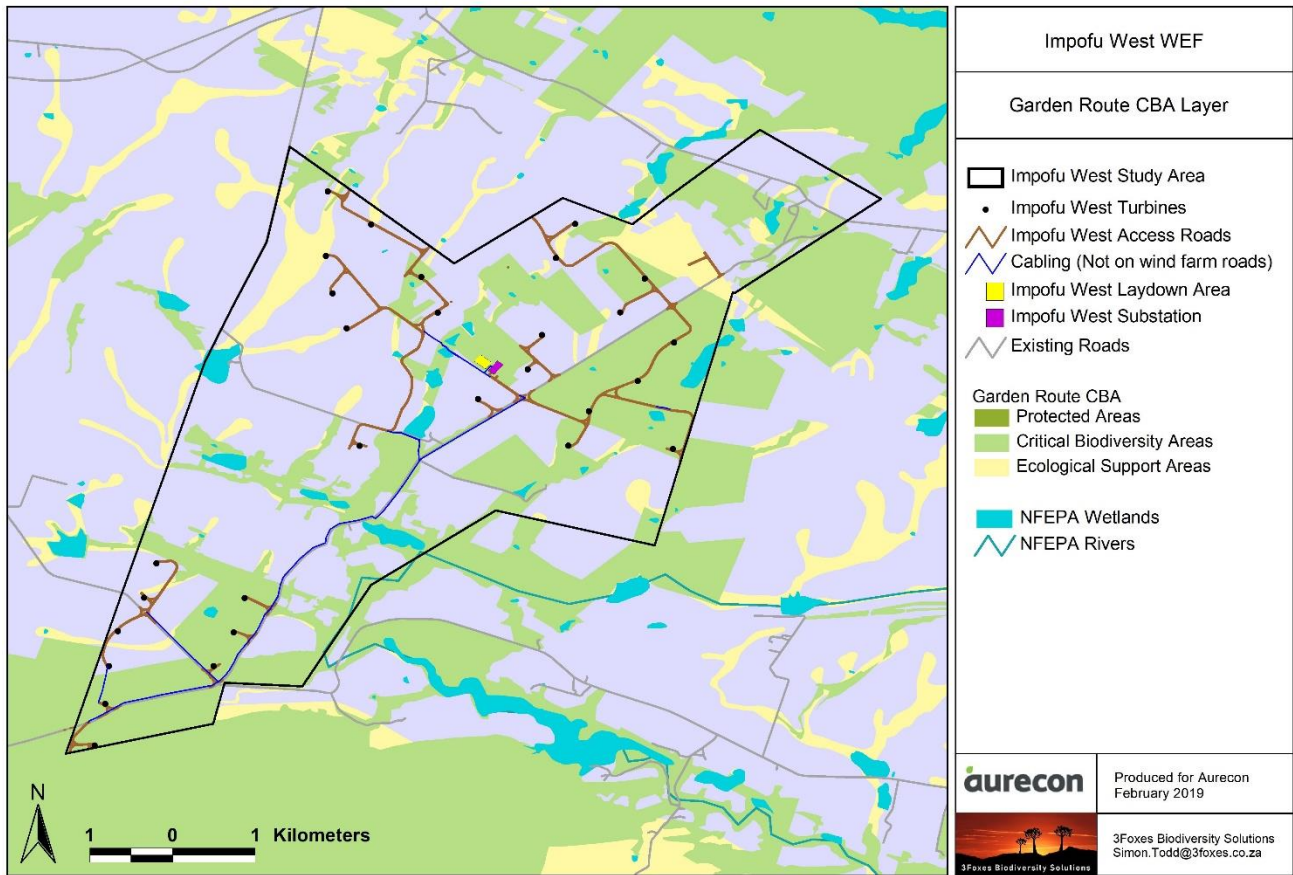 Impofu West WEF
Garden Route CBA Layer
Impofu West Study Area
Impofu West Turbines
Impofu West Access Roads
Cabling (Not on wind farm roads)
Impofu West Laydown Area
Impofu West Substation
Existing Roads
Garden Route CBA
Protected Areas
Critical Biodiversity Areas
Ecological Support Areas
NFEPA Wetlands
NFEPA Rivers
N
1 0 1 Kilometers
aurecon
Produced for Aurecon
February 2019
3Foxes Biodiversity Solutions
3Foxes Biodiversity Solutions
Simon.Todd@3foxes.co.za